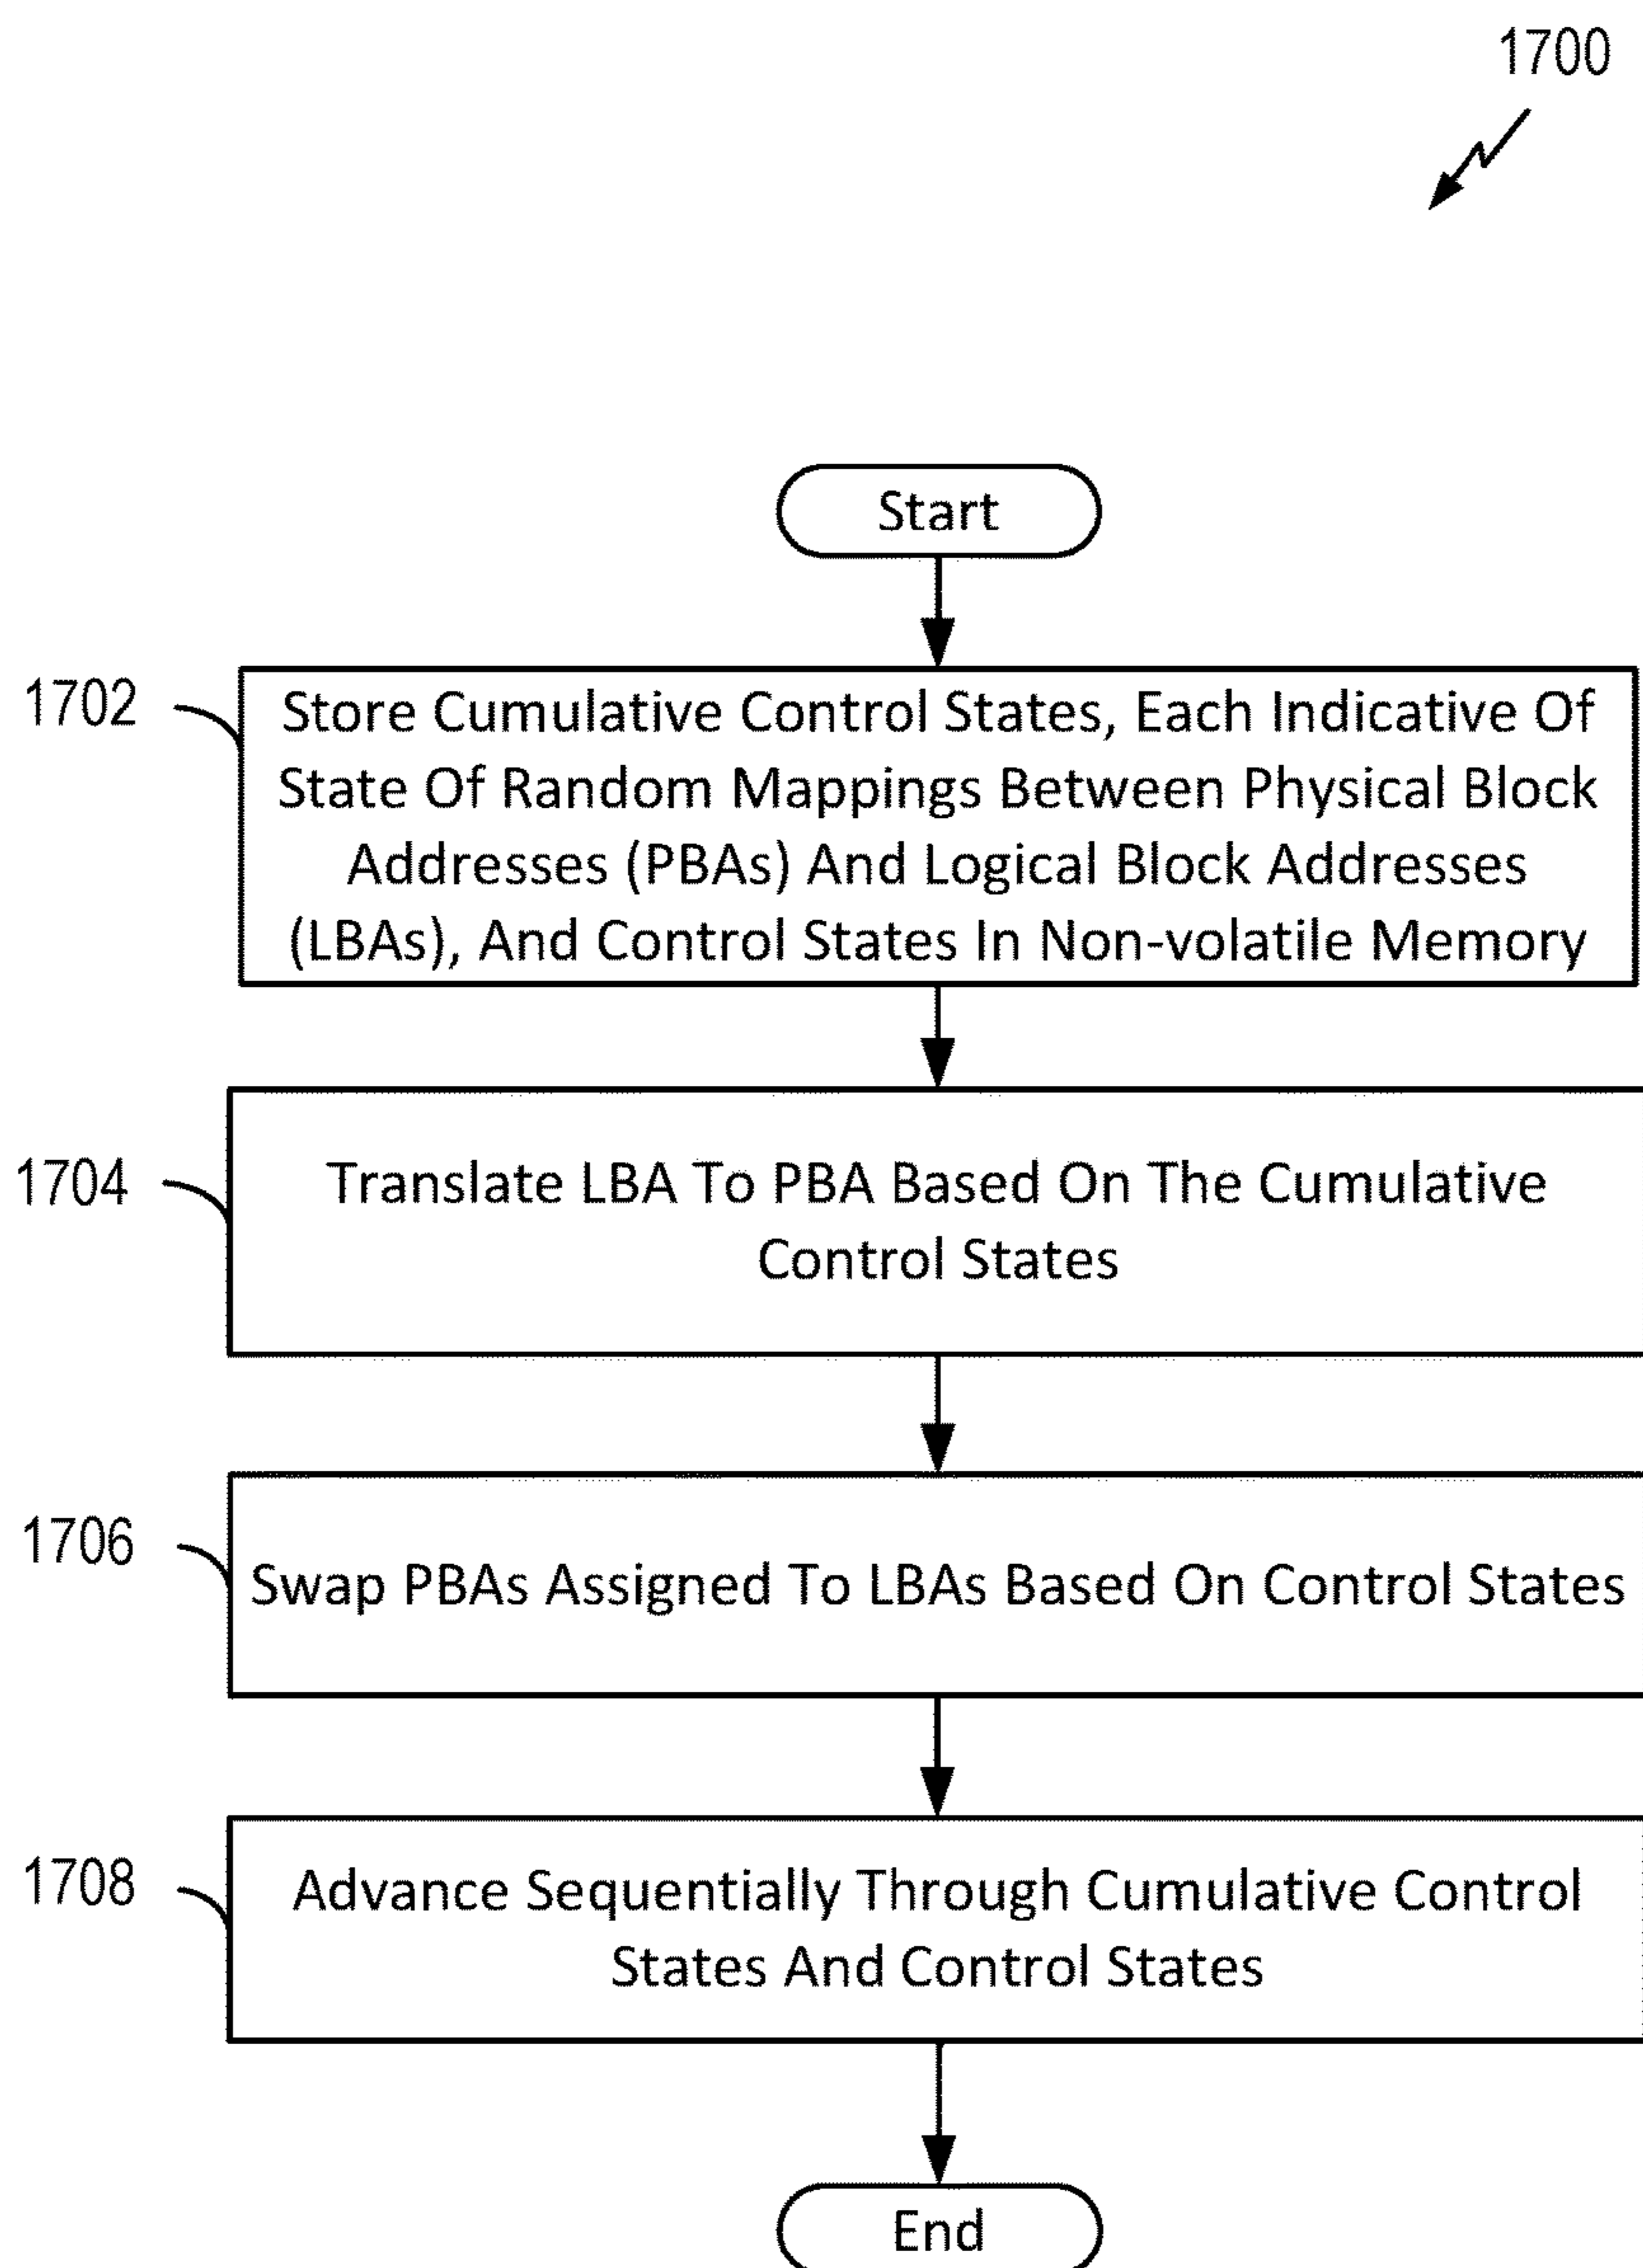 1700
Start
1702
Store Cumulative Control States, Each Indicative Of
State Of Random Mappings Between Physical Block
Addresses (PBAs) And Logical Block Addresses
(LBAs), And Control States In Non-volatile Memory
1704
Translate LBA To PBA Based On The Cumulative
Control States
1706
Swap PBAs Assigned To LBAs Based On Control States
1708
Advance Sequentially Through Cumulative Control
States And Control States
End